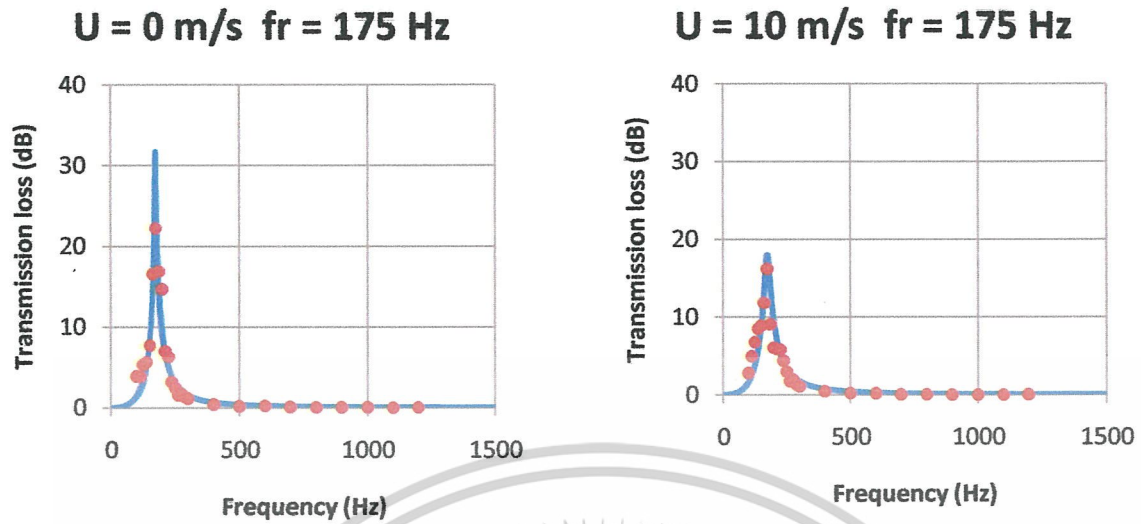 U = 0 m/s fr = 175 Hz
40
30
20
10
0
Transmission loss (dB)
0 500 1000 1500
Frequency (Hz)
U = 10 m/s fr = 175 Hz
40
30
20
10
0
Transmission loss (dB)
0 500 1000 1500
Frequency (Hz)